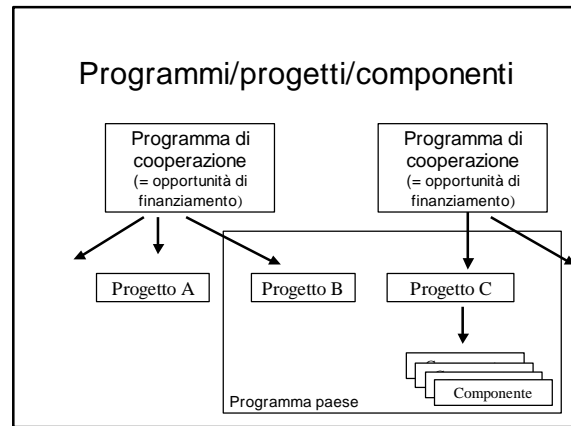 Programmi/progetti/componenti
Programma di
cooperazione
(= opportunità di
finanziamento)
Programma di
cooperazione
(= opportunità di
finanziamento)
Progetto A
Progetto B
Progetto C
Componente
Programma paese